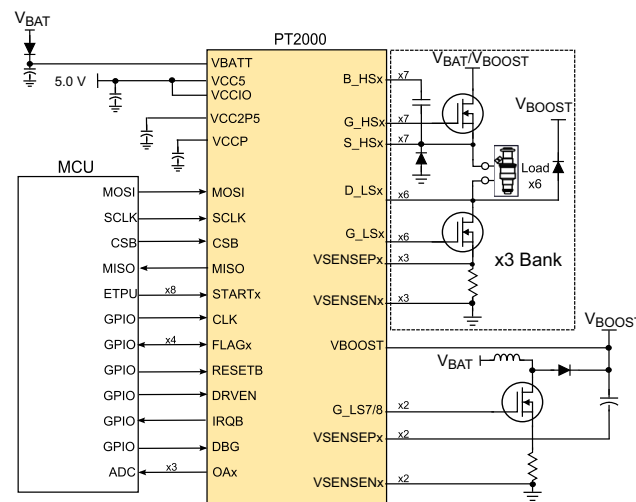 VBAT
PT2000
VBATT
5.0 V
VCC5
VCCIO
VCC2P5
VCCP
MCU
MOSI
MOSI
SCLK
SCLK
CSB
CSB
MISO
MISO
ETPU
x8
STARTx
GPIO
CLK
GPIO
x4
FLAGx
GPIO
RESETB
GPIO
DRVEN
GPIO
IRQB
GPIO
DBG
ADC
x3
OAx
B_HSx
x7
G_HSx
x7
S_HSx
x7
D_LSx
x6
G_LSx
x6
VSENSEPx
x3
VSENSENx
x3
VBAT/VBOOST
VBOOST
Load
x6
x3 Bank
VBOOST
VBOOST
VBAT
G_LS7/8
x2
VSENSEPx
x2
VSENSENx
x2